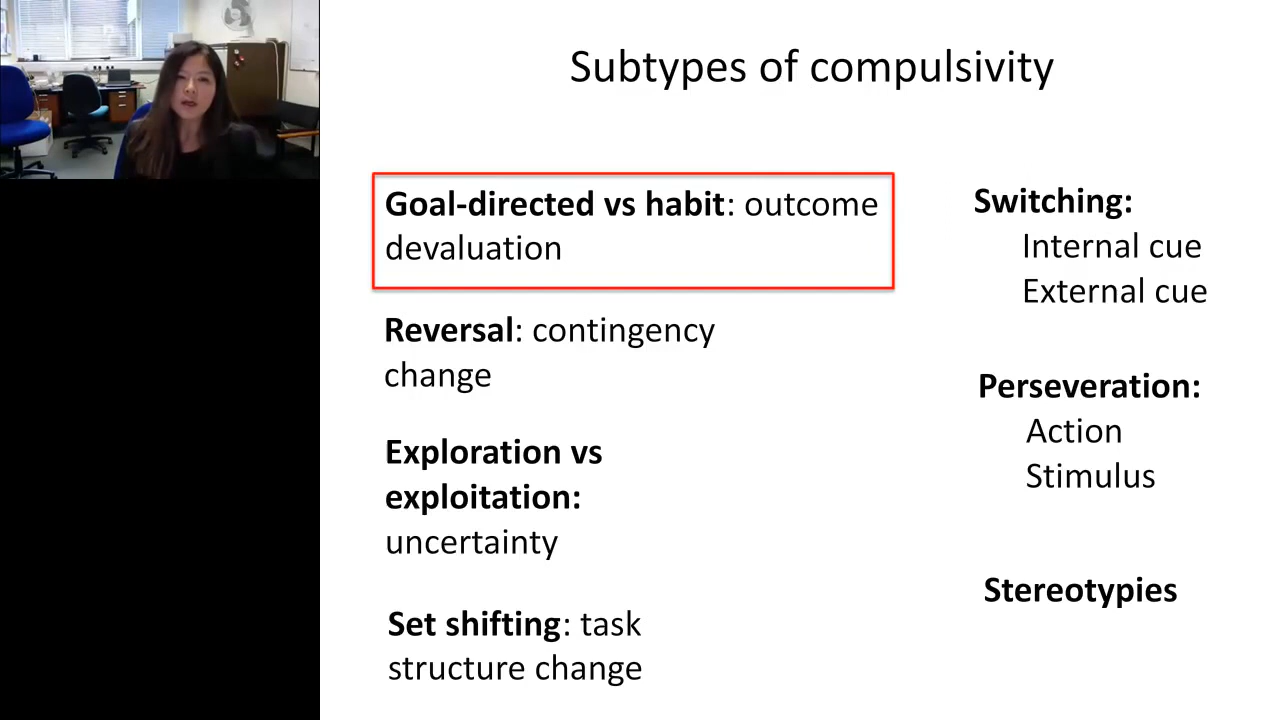 Subtypes of compulsivity
Goal-directed vs habit: outcome
devaluation
Reversal: contingency
change
Exploration vs
exploitation:
uncertainty
Set shifting: task
structure change
Switching:
Internal cue
External cue
Perseveration:
Action
Stimulus
Stereotypies